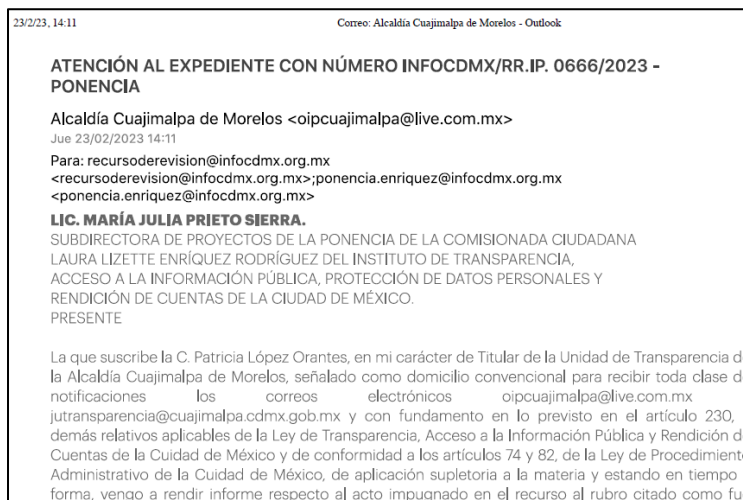 23/2/23, 14:11
Correo: Alcaldía Cuajimalpa de Morelos - Outlook
ATENCIÓN AL EXPEDIENTE CON NÚMERO INFOCDMX/RR.IP. 0666/2023 -
PONENCIA
Alcaldía Cuajimalpa de Morelos <oipcuajimalpa@live.com.mx>
Jue 23/02/2023 14:11
Para: recursoderevision@infocdmx.org.mx
<recursoderevision@infocdmx.org.mx>;ponencia.enriquez@infocdmx.org.mx
<ponencia.enriquez@infocdmx.org.mx>
LIC. MARÍA JULIA PRIETO SIERRA.
SUBDIRECTORA DE PROYECTOS DE LA PONENCIA DE LA COMISIONADA CIUDADANA
LAURA LIZETTE ENRÍQUEZ RODRÍGUEZ DEL INSTITUTO DE TRANSPARENCIA,
ACCESO A LA INFORMACIÓN PÚBLICA, PROTECCIÓN DE DATOS PERSONALES Y
RENDICIÓN DE CUENTAS DE LA CIUDAD DE MÉXICO.
PRESENTE
La que suscribe la C. Patricia López Orantes, en mi carácter de Titular de la Unidad de Transparencia d
la Alcaldía Cuajimalpa de Morelos, señalado como domicilio convencional para recibir toda clase d
notificaciones los correos electrónicos oipcuajimalpa@live.com.mx
jutransparencia@cuajimalpa.cdmx.gob.mx y con fundamento en lo previsto en el artículo 230,
demás relativos aplicables de la Ley de Transparencia, Acceso a la Información Pública y Rendición d
Cuentas de la Cuidad de México y de conformidad a los artículos 74 y 82, de la Ley de Procedimient
Administrativo de la Cuidad de México, de aplicación supletoria a la materia y estando en tiempo
forma, vengo a rendir informe respecto al acto impugnado en el recurso al rubro citado como fu